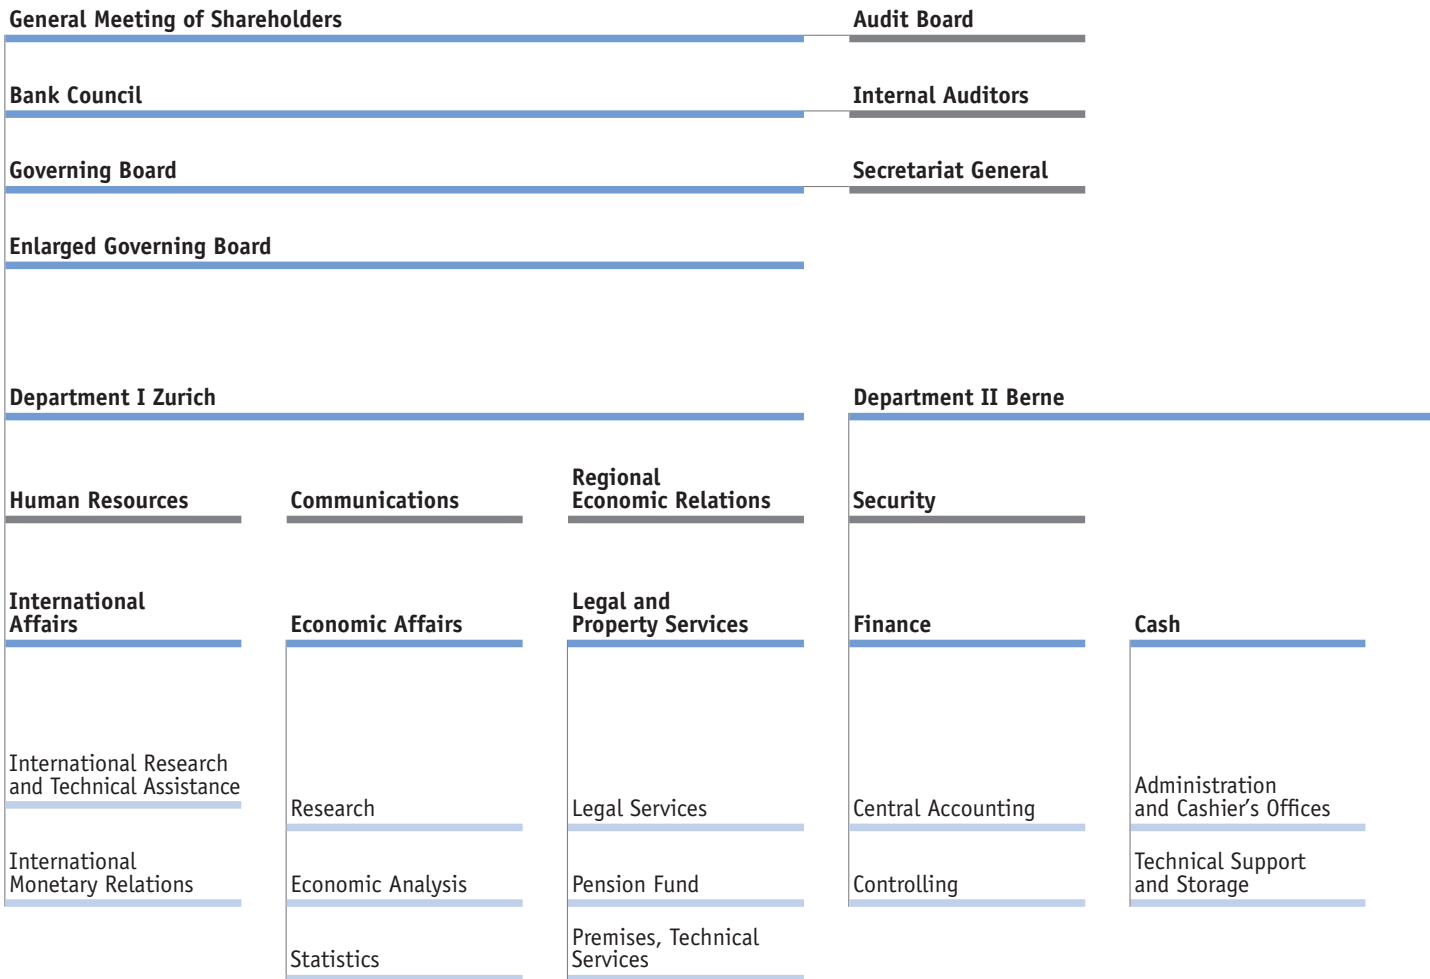 General Meeting of Shareholders
Audit Board
Bank Council
Internal Auditors
Governing Board
Secretariat General
Enlarged Governing Board
Department I Zurich
Department II Berne
Human Resources
Communications
Regional
Economic Relations
Security
International
Affairs
Economic Affairs
Legal and
Property Services
Finance
Cash
International Research
and Technical Assistance
Research
Legal Services
Central Accounting
Administration
and Cashier’s Offices
International
Monetary Relations
Economic Analysis
Pension Fund
Controlling
Technical Support
and Storage
Statistics
Premises, Technical
Services